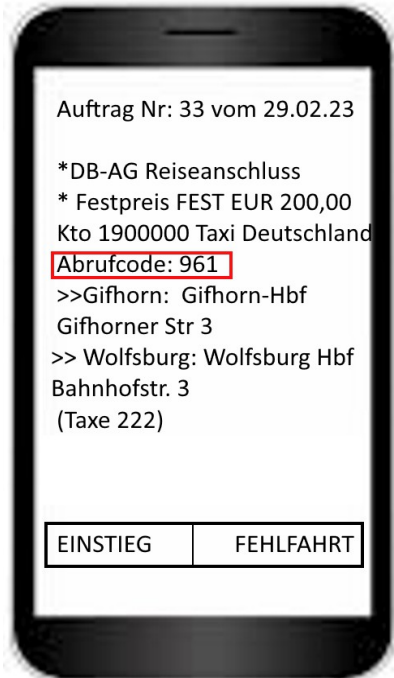 Auftrag Nr: 33 vom 29.02.23
*DB-AG Reiseanschluss
* Festpreis FEST EUR 200,00
Kto 1900000 Taxi Deutschland
Abrufcode: 961
>>Gifhorn: Gifhorn-Hbf
Gifhorner Str 3
>> Wolfsburg: Wolfsburg Hbf
Bahnhofstr. 3
(Taxe 222)
EINSTIEG FEHLFAHRT